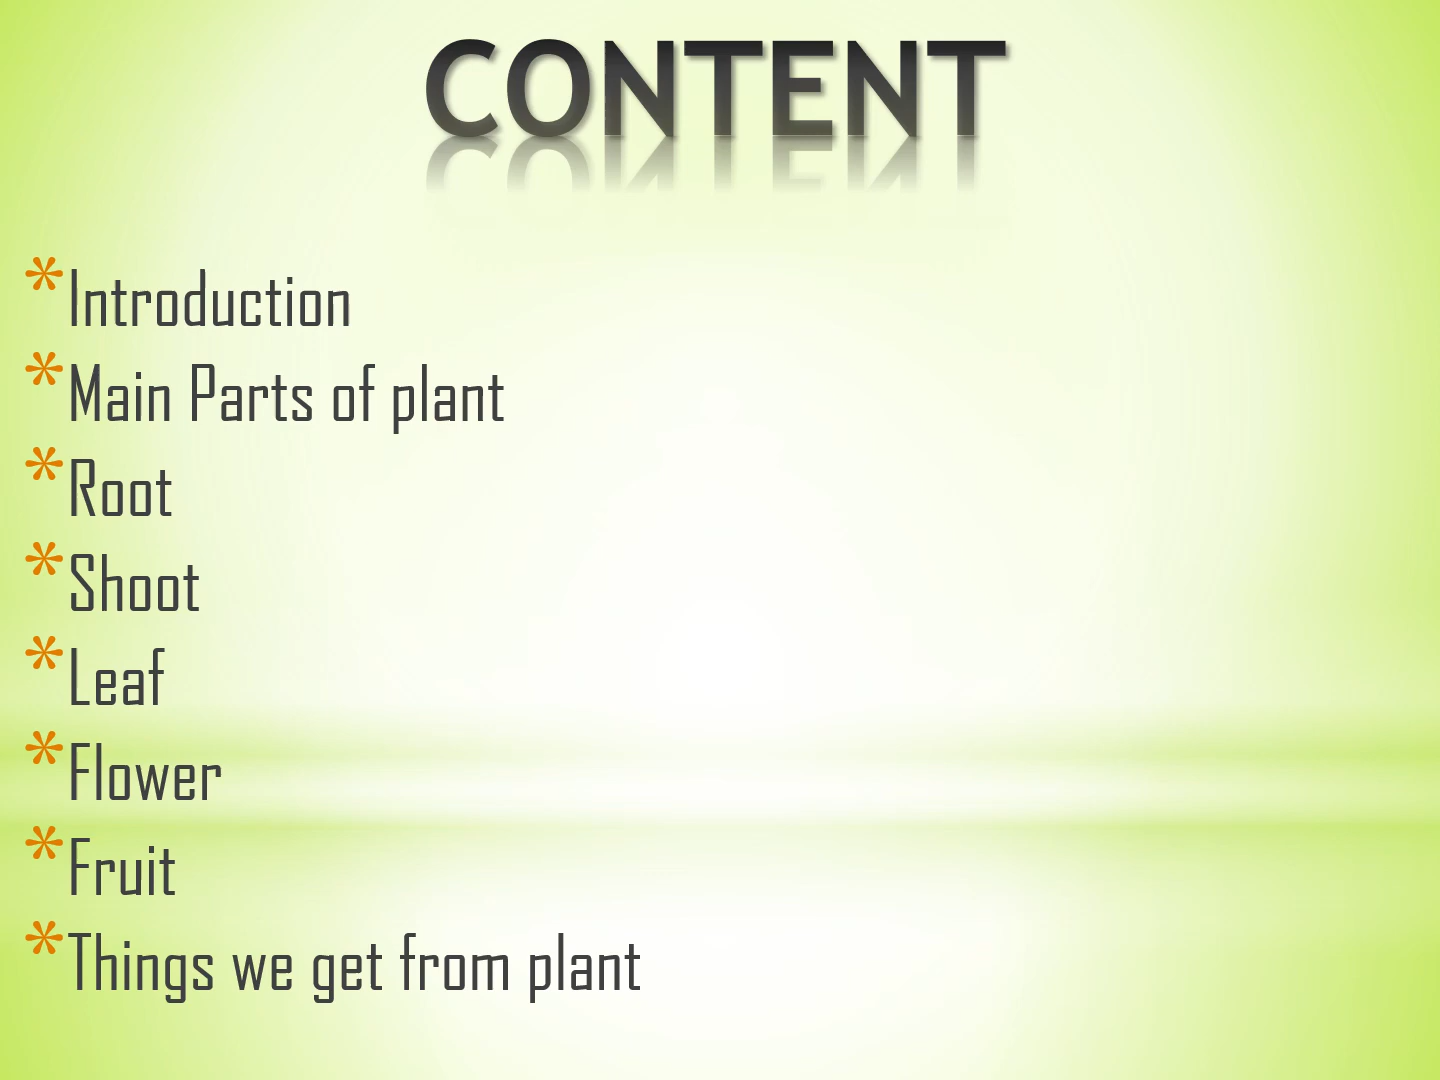 CONTENT
* Introduction
* Main Parts of plant
* Root
* Shoot
* Leaf
* Flower
* Fruit
* Things we get from plant